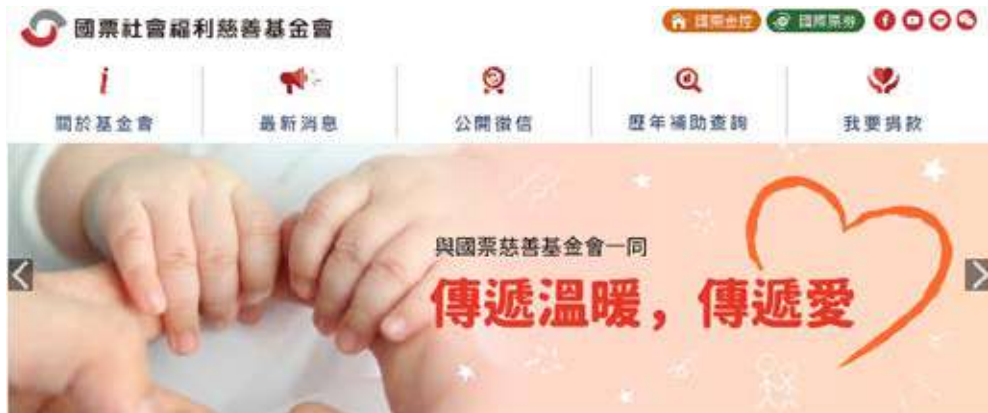 國票社會福利慈善基金會
國票金控
國際票券
關於基金會
最新消息
公開徵信
歷年補助查詢
我要捐款
與國票慈善基金會一同
傳遞溫暖，傳遞愛